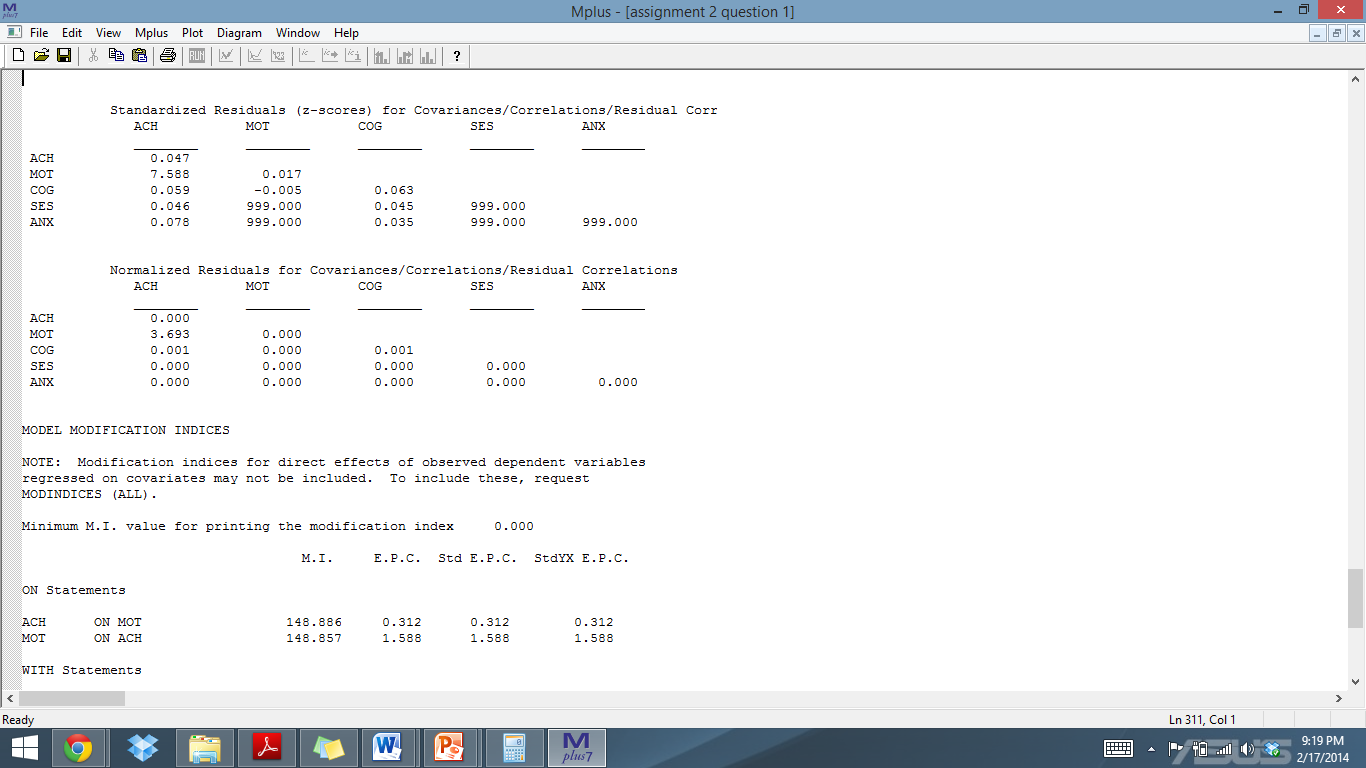 M
plus7
Mplus - [assignment 2 question 1]
File Edit View Mplus Plot Diagram Window Help
RUN
?
Standardized Residuals (z-scores) for Covariances/Correlations/Residual Corr
ACH MOT COG SES ANX
ACH 0.047
MOT 7.588 0.017
COG 0.059 -0.005 0.063
SES 0.046 999.000 0.045 999.000
ANX 0.078 999.000 0.035 999.000 999.000
Normalized Residuals for Covariances/Correlations/Residual Correlations
ACH MOT COG SES ANX
ACH 0.000
MOT 3.693 0.000
COG 0.001 0.000 0.001
SES 0.000 0.000 0.000 0.000
ANX 0.000 0.000 0.000 0.000 0.000
MODEL MODIFICATION INDICES
NOTE: Modification indices for direct effects of observed dependent variables
regressed on covariates may not be included. To include these, request
MODINDICES (ALL).
Minimum M.I. value for printing the modification index 0.000
M.I. E.P.C. Std E.P.C. StdYX E.P.C.
ON Statements
ACH ON MOT 148.886 0.312 0.312 0.312
MOT ON ACH 148.857 1.588 1.588 1.588
WITH Statements
Ready
Ln 311, Col 1
M
plus7
ASUS
9:19 PM
2/17/2014